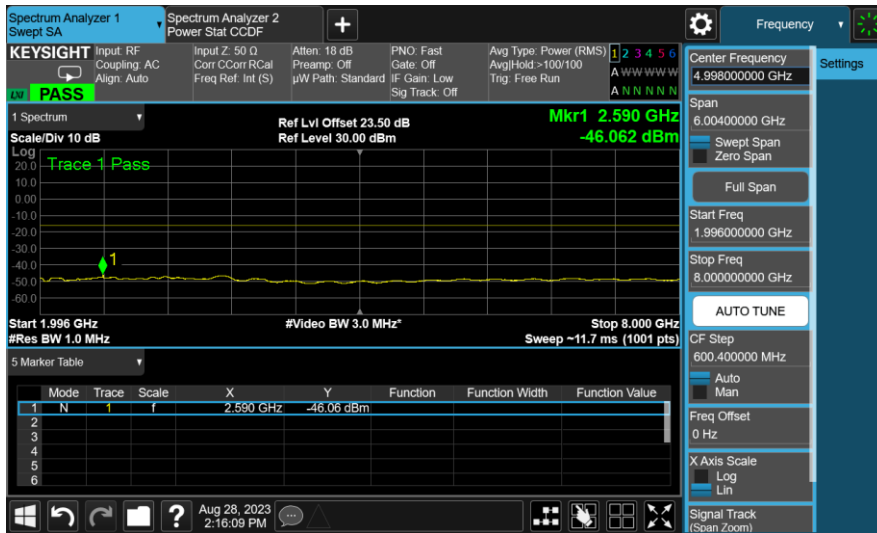 Spectrum Analyzer 1
Swept SA
Spectrum Analyzer 2
Power Stat CCDF
+
Frequency
KEYSIGHT
Input: RF
Coupling: AC
Align: Auto
Input Z: 50 Ω
Corr CCorr RCal
Freq Ref: Int (S)
Atten: 18 dB
Preamp: Off
µW Path: Standard
PNO: Fast
Gate: Off
IF Gain: Low
Sig Track: Off
Avg Type: Power (RMS)
Avg|Hold:>100/100
Trig: Free Run
1 2 3 4 5 6
A W W W W W
A N N N N N
LXI
PASS
1 Spectrum
Scale/Div 10 dB
Ref Lvl Offset 23.50 dB
Ref Level 30.00 dBm
Mkr1 2.590 GHz
-46.062 dBm
Log
Trace 1 Pass
20.0
10.0
0.00
-10.0
-20.0
-30.0
-40.0
-50.0
-60.0
1
Start 1.996 GHz
#Res BW 1.0 MHz
#Video BW 3.0 MHz*
Stop 8.000 GHz
Sweep ~11.7 ms (1001 pts)
5 Marker Table
Mode Trace Scale X Y Function Function Width Function Value
1 N 1 f 2.590 GHz -46.06 dBm
2
3
4
5
6
?
Aug 28, 2023
2:16:09 PM
Center Frequency
4.998000000 GHz
Settings
Span
6.00400000 GHz
Swept Span
Zero Span
Full Span
Start Freq
1.996000000 GHz
Stop Freq
8.000000000 GHz
AUTO TUNE
CF Step
600.400000 MHz
Auto
Man
Freq Offset
0 Hz
X Axis Scale
Log
Lin
Signal Track
(Span Zoom)